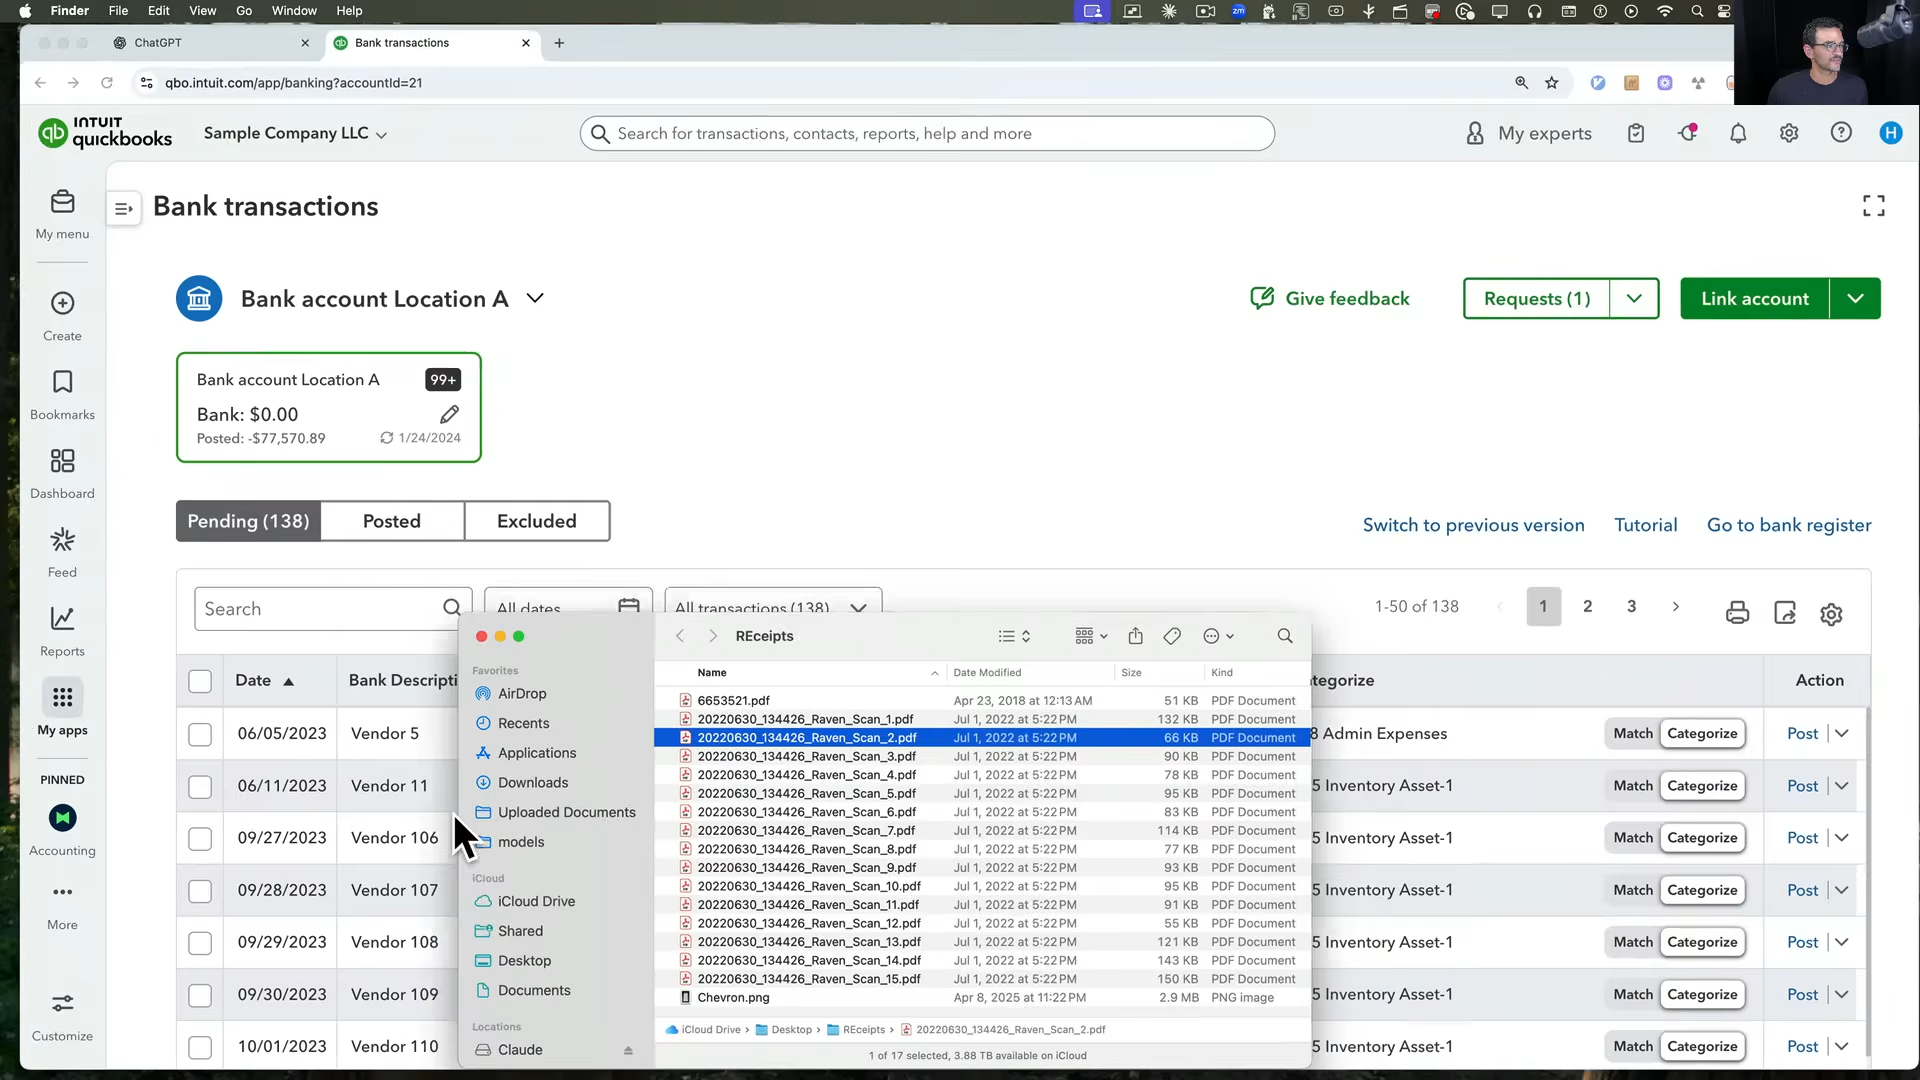 Finder File Edit View Go Window Help
zm
ChatGPT
Bank transactions
qbo.intuit.com/app/banking?accountId=21
qb INTUIT quickbooks
Sample Company LLC
Search for transactions, contacts, reports, help and more
My experts
H
My menu
Create
Bookmarks
Dashboard
Feed
Reports
My apps
PINNED
Accounting
More
Customize
Bank transactions
Bank account Location A
Give feedback
Requests (1)
Link account
Bank account Location A 99+
Bank: $0.00
Posted: -$77,570.89 1/24/2024
Pending (138) Posted Excluded
Switch to previous version Tutorial Go to bank register
Search
All dates
All transactions (138)
1-50 of 138 1 2 3
Date Bank Descripti tegorize Action
06/05/2023 Vendor 5 8 Admin Expenses Match Categorize Post
06/11/2023 Vendor 11 5 Inventory Asset-1 Match Categorize Post
09/27/2023 Vendor 106 5 Inventory Asset-1 Match Categorize Post
09/28/2023 Vendor 107 5 Inventory Asset-1 Match Categorize Post
09/29/2023 Vendor 108 5 Inventory Asset-1 Match Categorize Post
09/30/2023 Vendor 109 5 Inventory Asset-1 Match Categorize Post
10/01/2023 Vendor 110 5 Inventory Asset-1 Match Categorize Post
Favorites
AirDrop
Recents
Applications
Downloads
Uploaded Documents
models
iCloud
iCloud Drive
Shared
Desktop
Documents
Locations
Claude
REceipts
Name Date Modified Size Kind
6653521.pdf Apr 23, 2018 at 12:13 AM 51 KB PDF Document
20220630_134426_Raven_Scan_1.pdf Jul 1, 2022 at 5:22 PM 132 KB PDF Document
20220630_134426_Raven_Scan_2.pdf Jul 1, 2022 at 5:22 PM 66 KB PDF Document
20220630_134426_Raven_Scan_3.pdf Jul 1, 2022 at 5:22 PM 90 KB PDF Document
20220630_134426_Raven_Scan_4.pdf Jul 1, 2022 at 5:22 PM 78 KB PDF Document
20220630_134426_Raven_Scan_5.pdf Jul 1, 2022 at 5:22 PM 95 KB PDF Document
20220630_134426_Raven_Scan_6.pdf Jul 1, 2022 at 5:22 PM 83 KB PDF Document
20220630_134426_Raven_Scan_7.pdf Jul 1, 2022 at 5:22 PM 114 KB PDF Document
20220630_134426_Raven_Scan_8.pdf Jul 1, 2022 at 5:22 PM 77 KB PDF Document
20220630_134426_Raven_Scan_9.pdf Jul 1, 2022 at 5:22 PM 93 KB PDF Document
20220630_134426_Raven_Scan_10.pdf Jul 1, 2022 at 5:22 PM 95 KB PDF Document
20220630_134426_Raven_Scan_11.pdf Jul 1, 2022 at 5:22 PM 91 KB PDF Document
20220630_134426_Raven_Scan_12.pdf Jul 1, 2022 at 5:22 PM 55 KB PDF Document
20220630_134426_Raven_Scan_13.pdf Jul 1, 2022 at 5:22 PM 121 KB PDF Document
20220630_134426_Raven_Scan_14.pdf Jul 1, 2022 at 5:22 PM 143 KB PDF Document
20220630_134426_Raven_Scan_15.pdf Jul 1, 2022 at 5:22 PM 150 KB PDF Document
Chevron.png Apr 8, 2025 at 11:22 PM 2.9 MB PNG image
iCloud Drive › Desktop › REceipts › 20220630_134426_Raven_Scan_2.pdf
1 of 17 selected, 3.88 TB available on iCloud